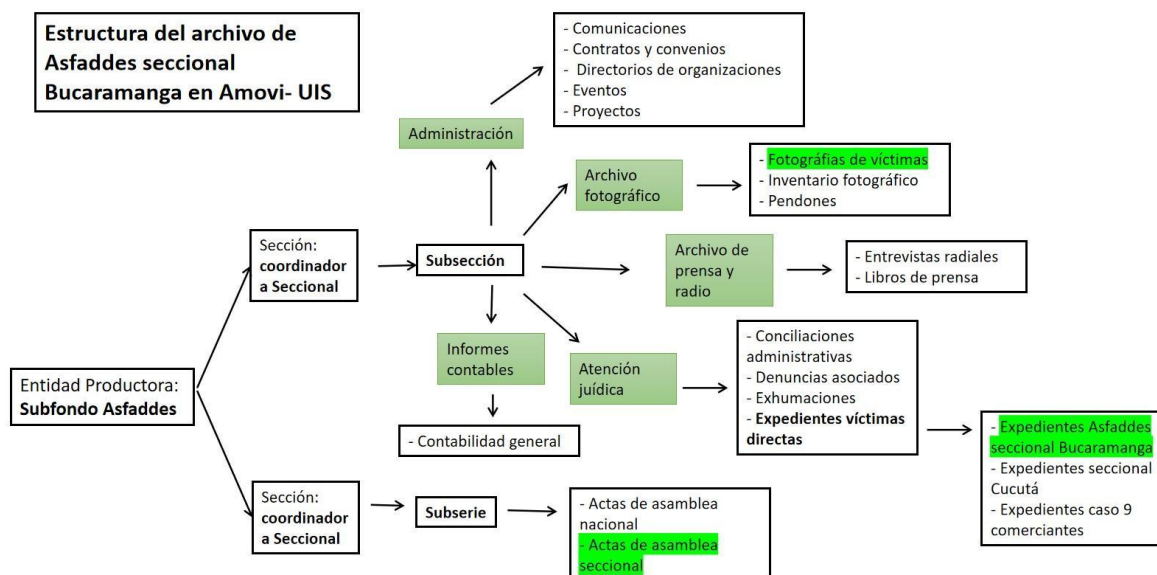 Estructura del archivo de
Asfaddes seccional
Bucaramanga en Amovi- UIS
- Comunicaciones
- Contratos y convenios
- Directorios de organizaciones
- Eventos
- Proyectos
Administración
Archivo
fotográfico
- Fotográfias de víctimas
- Inventario fotográfico
- Pendones
Sección:
coordinador
a Seccional
Subsección
Archivo de
prensa y
radio
- Entrevistas radiales
- Libros de prensa
Informes
contables
Atención
juídica
- Conciliaciones
administrativas
- Denuncias asociados
- Exhumaciones
- Expedientes víctimas
directas
Entidad Productora:
Subfondo Asfaddes
- Contabilidad general
- Expedientes Asfaddes
seccional Bucaramanga
- Expedientes seccional
Cucutá
- Expedientes caso 9
comerciantes
Sección:
coordinador
a Seccional
Subserie
- Actas de asamblea
nacional
- Actas de asamblea
seccional